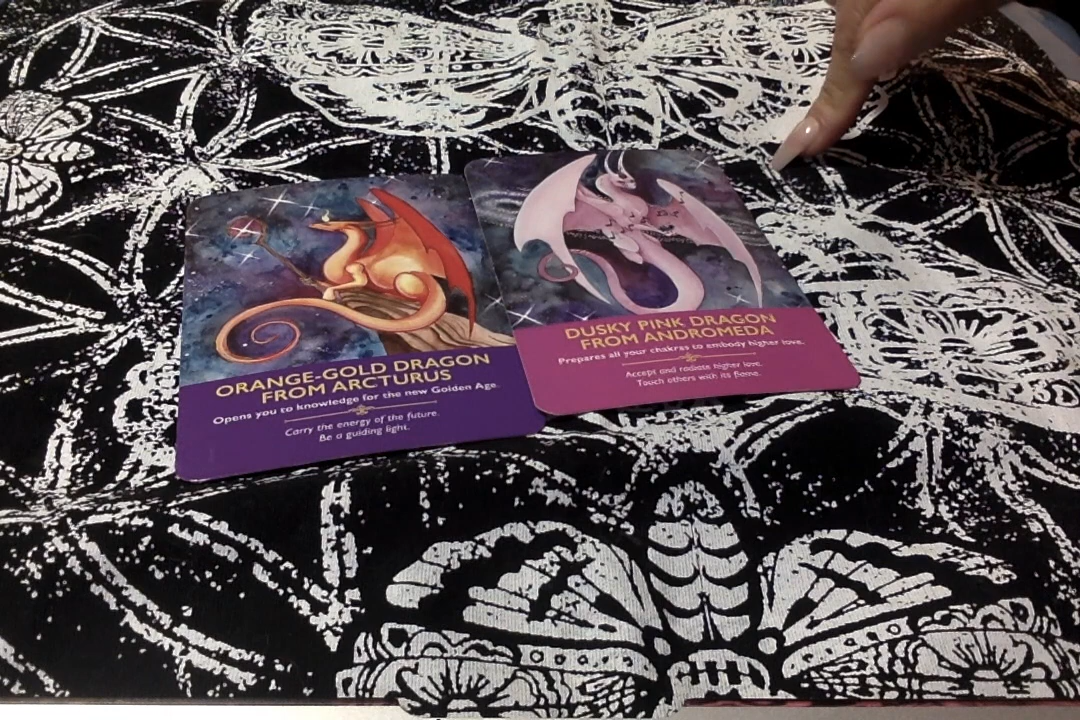 ORANGE-GOLD DRAGON
FROM ARCTURUS
Opens you to knowledge for the new Golden Age.
Carry the energy of the future.
Be a guiding light.
DUSKY PINK DRAGON
FROM ANDROMEDA
Prepares all your chakras to embody higher love.
Accept and radiate higher love.
Touch others with its flame.